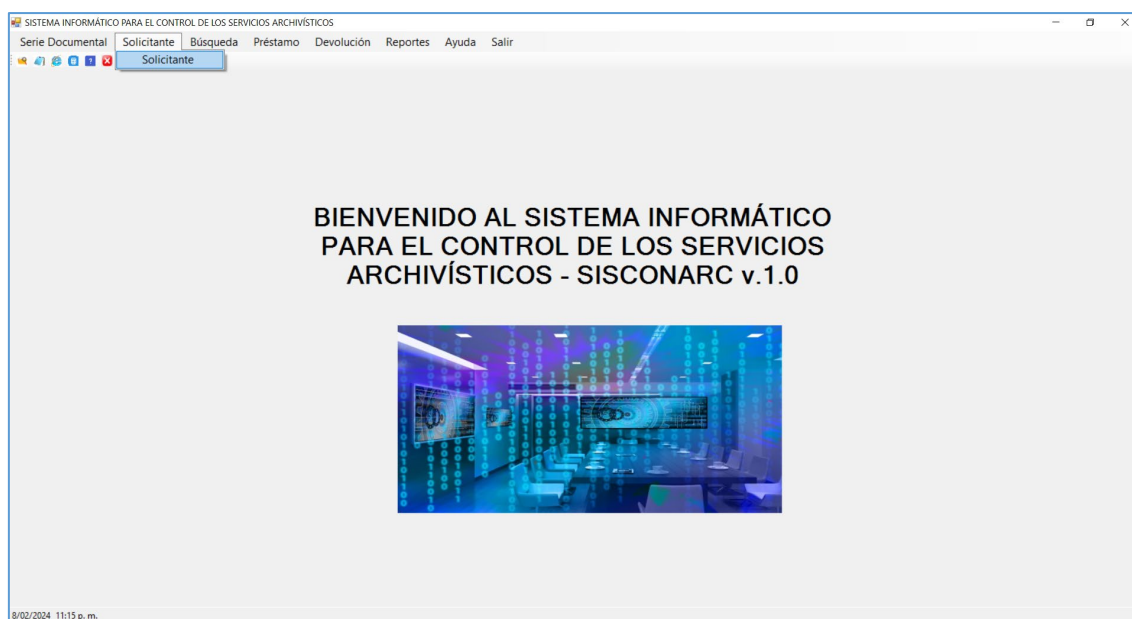 SISTEMA INFORMÁTICO PARA EL CONTROL DE LOS SERVICIOS ARCHIVÍSTICOS
Serie Documental Solicitante Búsqueda Préstamo Devolución Reportes Ayuda Salir
Solicitante
BIENVENIDO AL SISTEMA INFORMÁTICO
PARA EL CONTROL DE LOS SERVICIOS
ARCHIVÍSTICOS - SISCONARC v.1.0
8/02/2024 11:15 p. m.